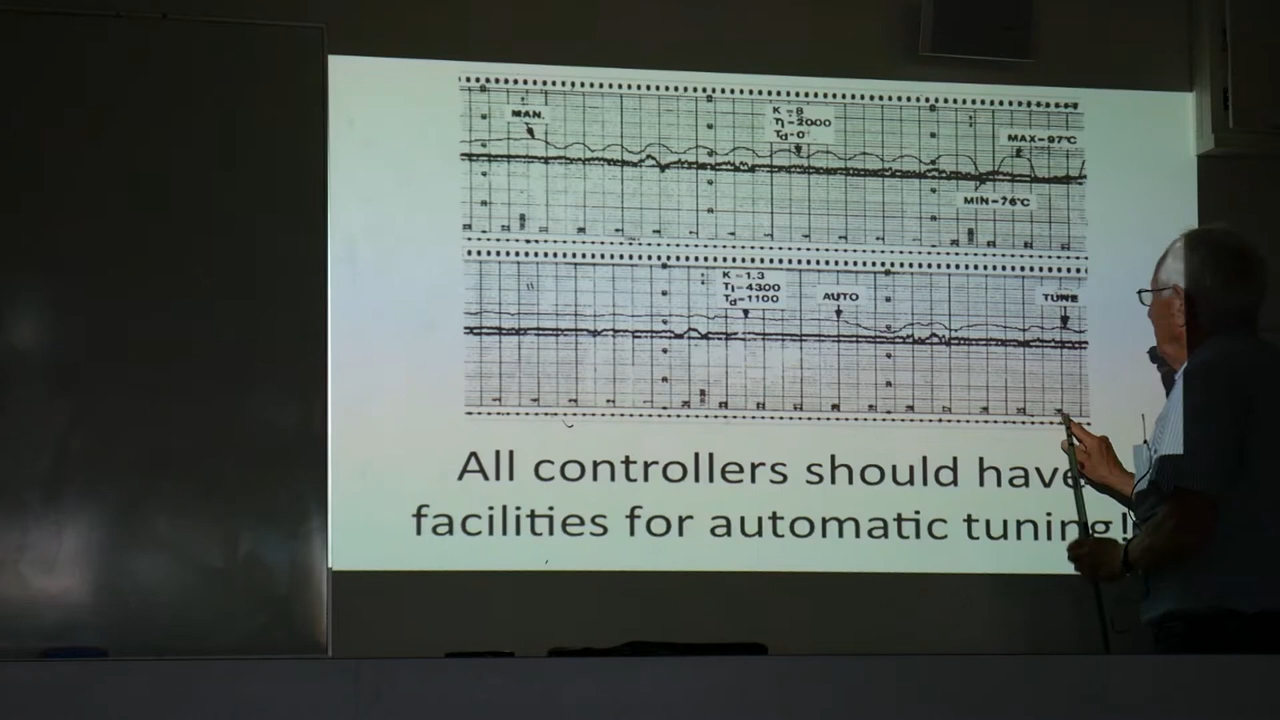 MAN.
K=8
Ti=2000
Td=0
MAX=97°C
MIN=76°C
K=1.3
Ti=4300
Td=1100
AUTO
TUNE
All controllers should have
facilities for automatic tuning!